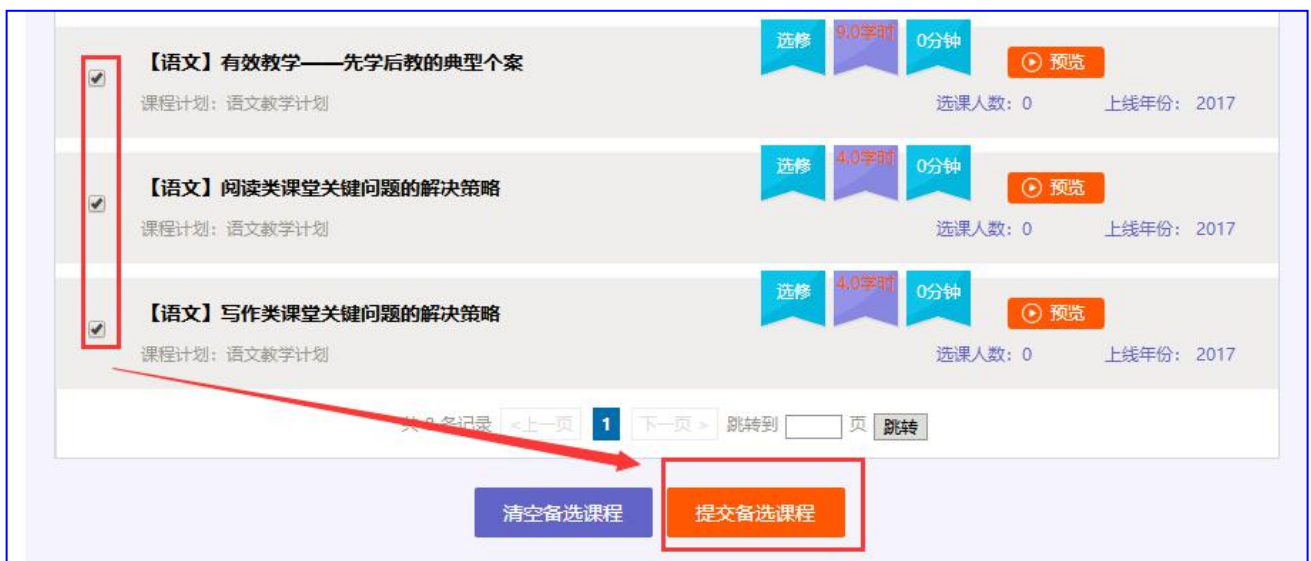 选修 9.0学时 0分钟
【语文】有效教学——先学后教的典型个案
预览
课程计划：语文教学计划
选课人数：0 上线年份：2017
选修 4.0学时 0分钟
【语文】阅读类课堂关键问题的解决策略
预览
课程计划：语文教学计划
选课人数：0 上线年份：2017
选修 4.0学时 0分钟
【语文】写作类课堂关键问题的解决策略
预览
课程计划：语文教学计划
选课人数：0 上线年份：2017
条记录 <上一页 1 下一页 » 跳转到 页 跳转
清空备选课程 提交备选课程